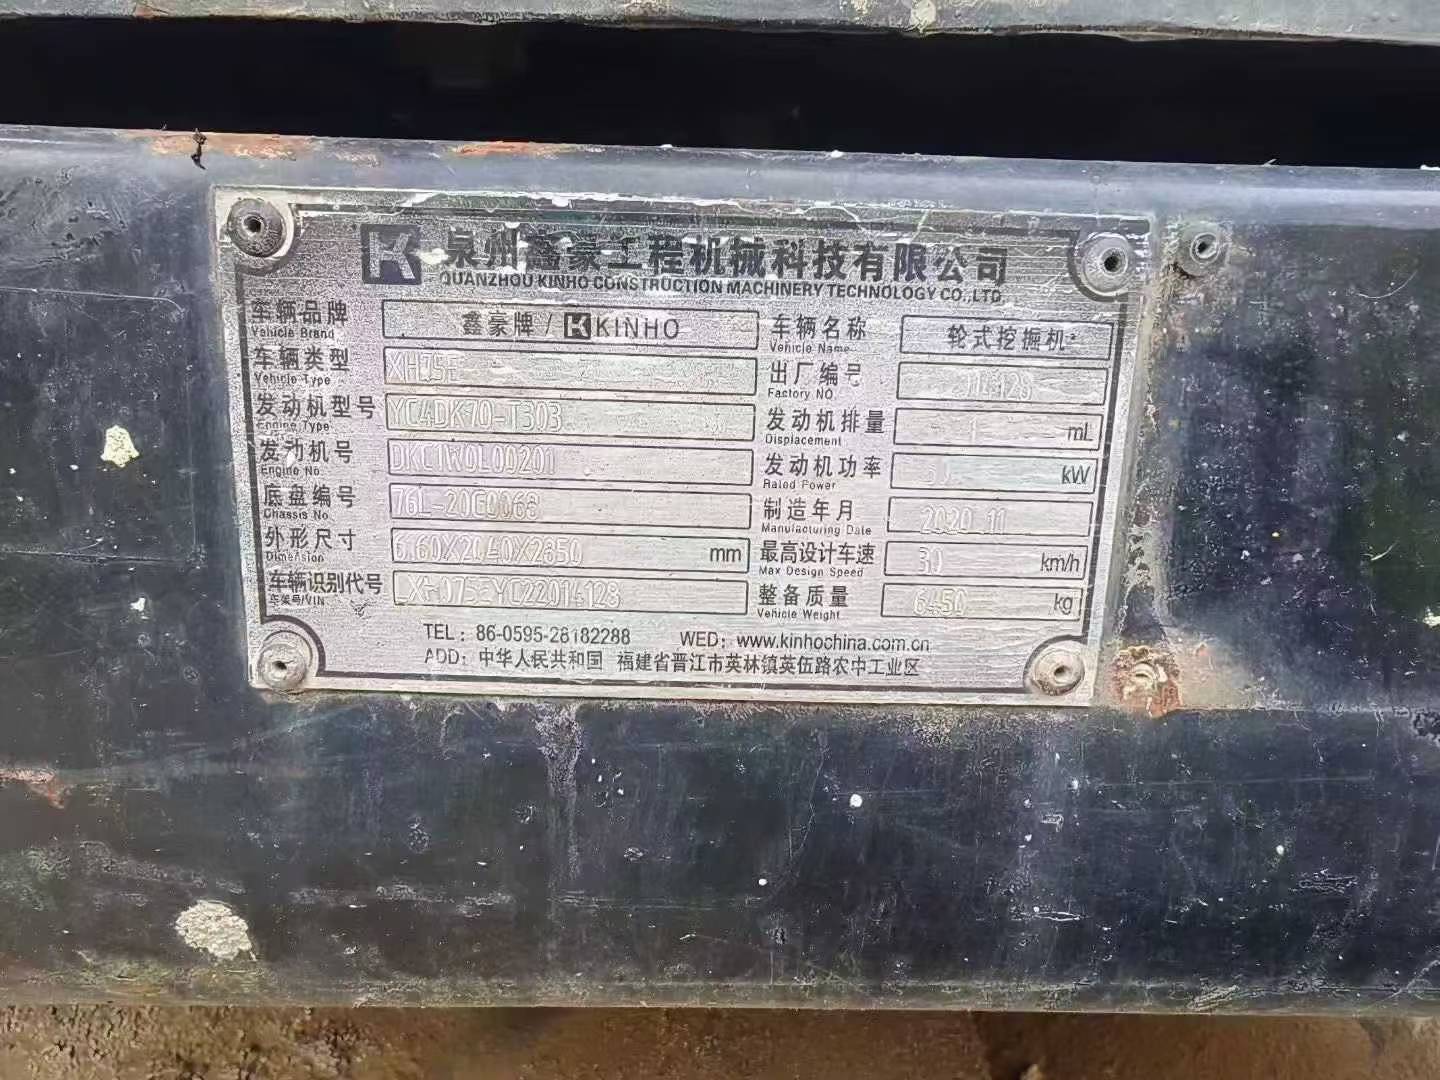 K 泉州鑫豪工程机械科技有限公司
QUANZHOU KINHO CONSTRUCTION MACHINERY TECHNOLOGY CO.,LTD.
车辆品牌 鑫豪牌 / K KINHO 车辆名称 轮式挖掘机
Vehicle Brand Vehicle Name
车辆类型 XH75E 出厂编号
Vehicle Type Factory NO.
发动机型号 YC4DK70-T303 发动机排量 mL
Engine Type Displacement
发动机号 发动机功率 kW
Engine No. Rated Power
底盘编号 制造年月 2020 11
Chassis No. Manufacturing Date
外形尺寸 mm 最高设计车速 30 km/h
Dimension Max Design Speed
车辆识别代号 整备质量 6450 kg
车架号/VIN Vehicle Weight
TEL：86-0595-28182288 WED：www.kinhochina.com.cn
ADD：中华人民共和国 福建省晋江市英林镇英伍路农中工业区